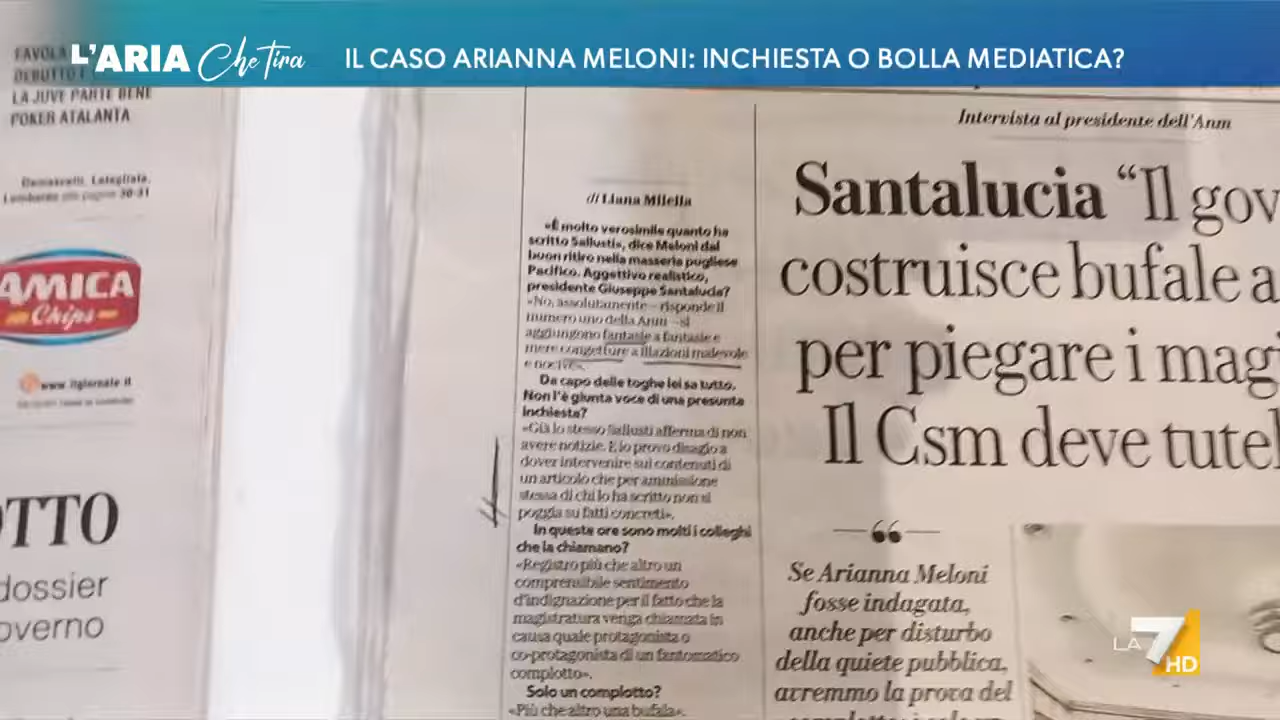 L'ARIA Che Tira
IL CASO ARIANNA MELONI: INCHIESTA O BOLLA MEDIATICA?
FAVOLA
DEBUTTO
LA JUVE PARTE BENE
POKER ATALANTA
30-31
AMICA
Chips
www.ilgiornale.it
OTTO
dossier
overno
di Liana Milella
«È molto verosimile quanto ha
scritto Sallusti», dice Meloni dal
buon ritiro nella masseria pugliese
Pacifico. Aggettivo realistico,
presidente Giuseppe Santalucia?
«No, assolutamente – risponde il
numero uno della Anm – si
aggiungono fantasie a fantasie e
mere congetture a illazioni malevole
e nocive».
Da capo delle toghe lei sa tutto.
Non l'è giunta voce di una presunta
inchiesta?
«Già lo stesso Sallusti afferma di non
avere notizie. E io provo disagio a
dover intervenire sui contenuti di
un articolo che per ammissione
stessa di chi lo ha scritto non si
poggia su fatti concreti».
In queste ore sono molti i colleghi
che la chiamano?
«Registro più che altro un
comprensibile sentimento
d'indignazione per il fatto che la
magistratura venga chiamata in
causa quale protagonista o
co-protagonista di un fantomatico
complotto».
Solo un complotto?
«Più che altro una bufala».
Intervista al presidente dell'Anm
Santalucia “Il gov
costruisce bufale a
per piegare i mag
Il Csm deve tutel
“
Se Arianna Meloni
fosse indagata,
anche per disturbo
della quiete pubblica,
avremmo la prova del
LA 7 HD